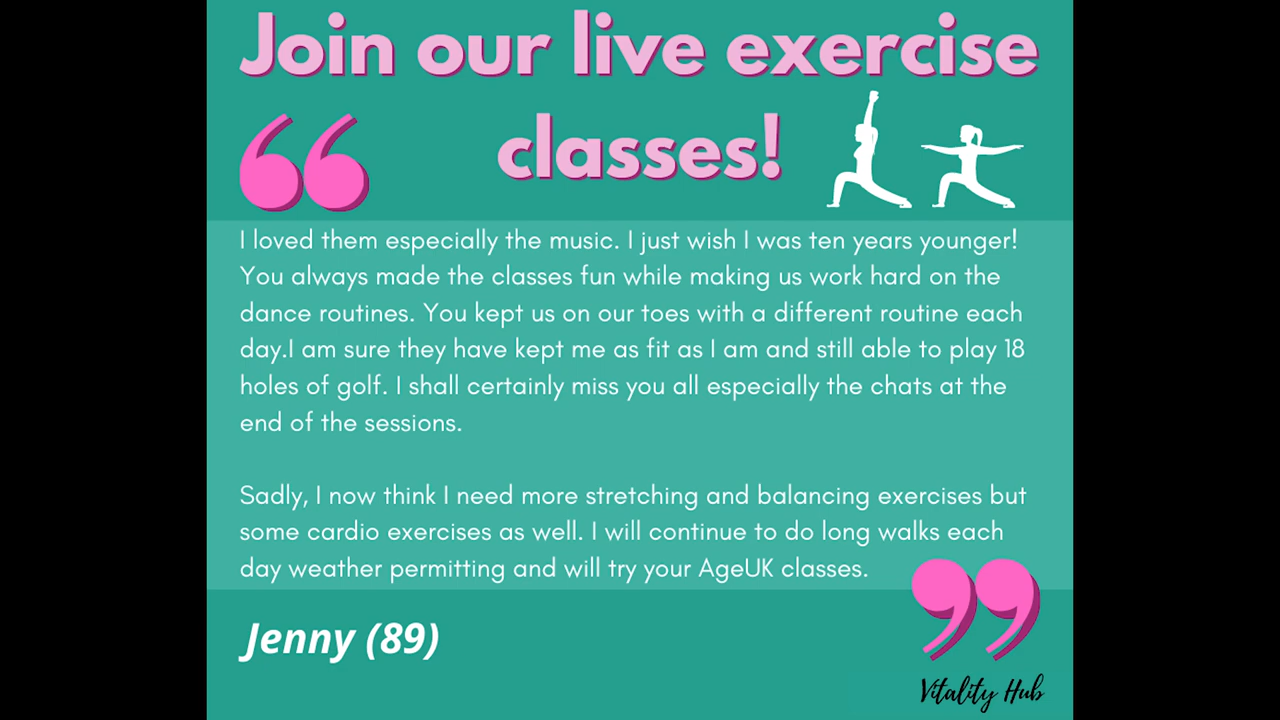 Join our live exercise
classes!
I loved them especially the music. I just wish I was ten years younger!
You always made the classes fun while making us work hard on the
dance routines. You kept us on our toes with a different routine each
day.I am sure they have kept me as fit as I am and still able to play 18
holes of golf. I shall certainly miss you all especially the chats at the
end of the sessions.
Sadly, I now think I need more stretching and balancing exercises but
some cardio exercises as well. I will continue to do long walks each
day weather permitting and will try your AgeUK classes.
Jenny (89)
Vitality Hub